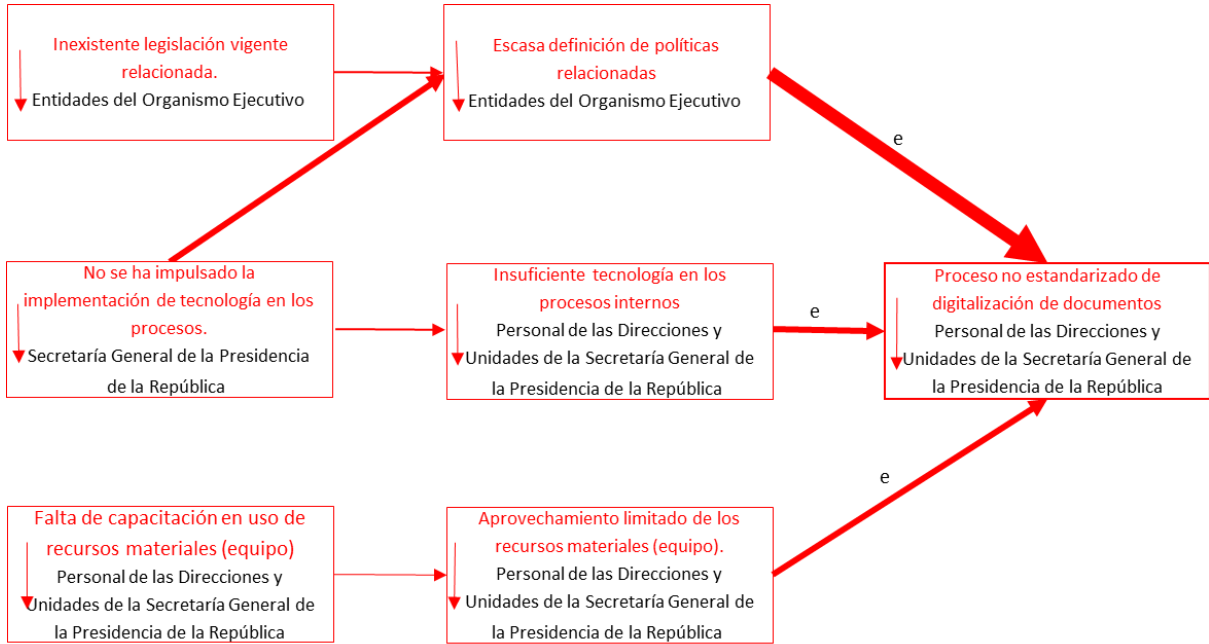 Inexistente legislación vigente
relacionada.
Entidades del Organismo Ejecutivo
Escasa definición de políticas
relacionadas
Entidades del Organismo Ejecutivo
e
No se ha impulsado la
implementación de tecnología en los
procesos.
Secretaría General de la Presidencia
de la República
Insuficiente tecnología en los
procesos internos
Personal de las Direcciones y
Unidades de la Secretaría General de
la Presidencia de la República
e
Proceso no estandarizado de
digitalización de documentos
Personal de las Direcciones y
Unidades de la Secretaría General de
la Presidencia de la República
Falta de capacitación en uso de
recursos materiales (equipo)
Personal de las Direcciones y
Unidades de la Secretaría General de
la Presidencia de la República
Aprovechamiento limitado de los
recursos materiales (equipo).
Personal de las Direcciones y
Unidades de la Secretaría General de
la Presidencia de la República
e